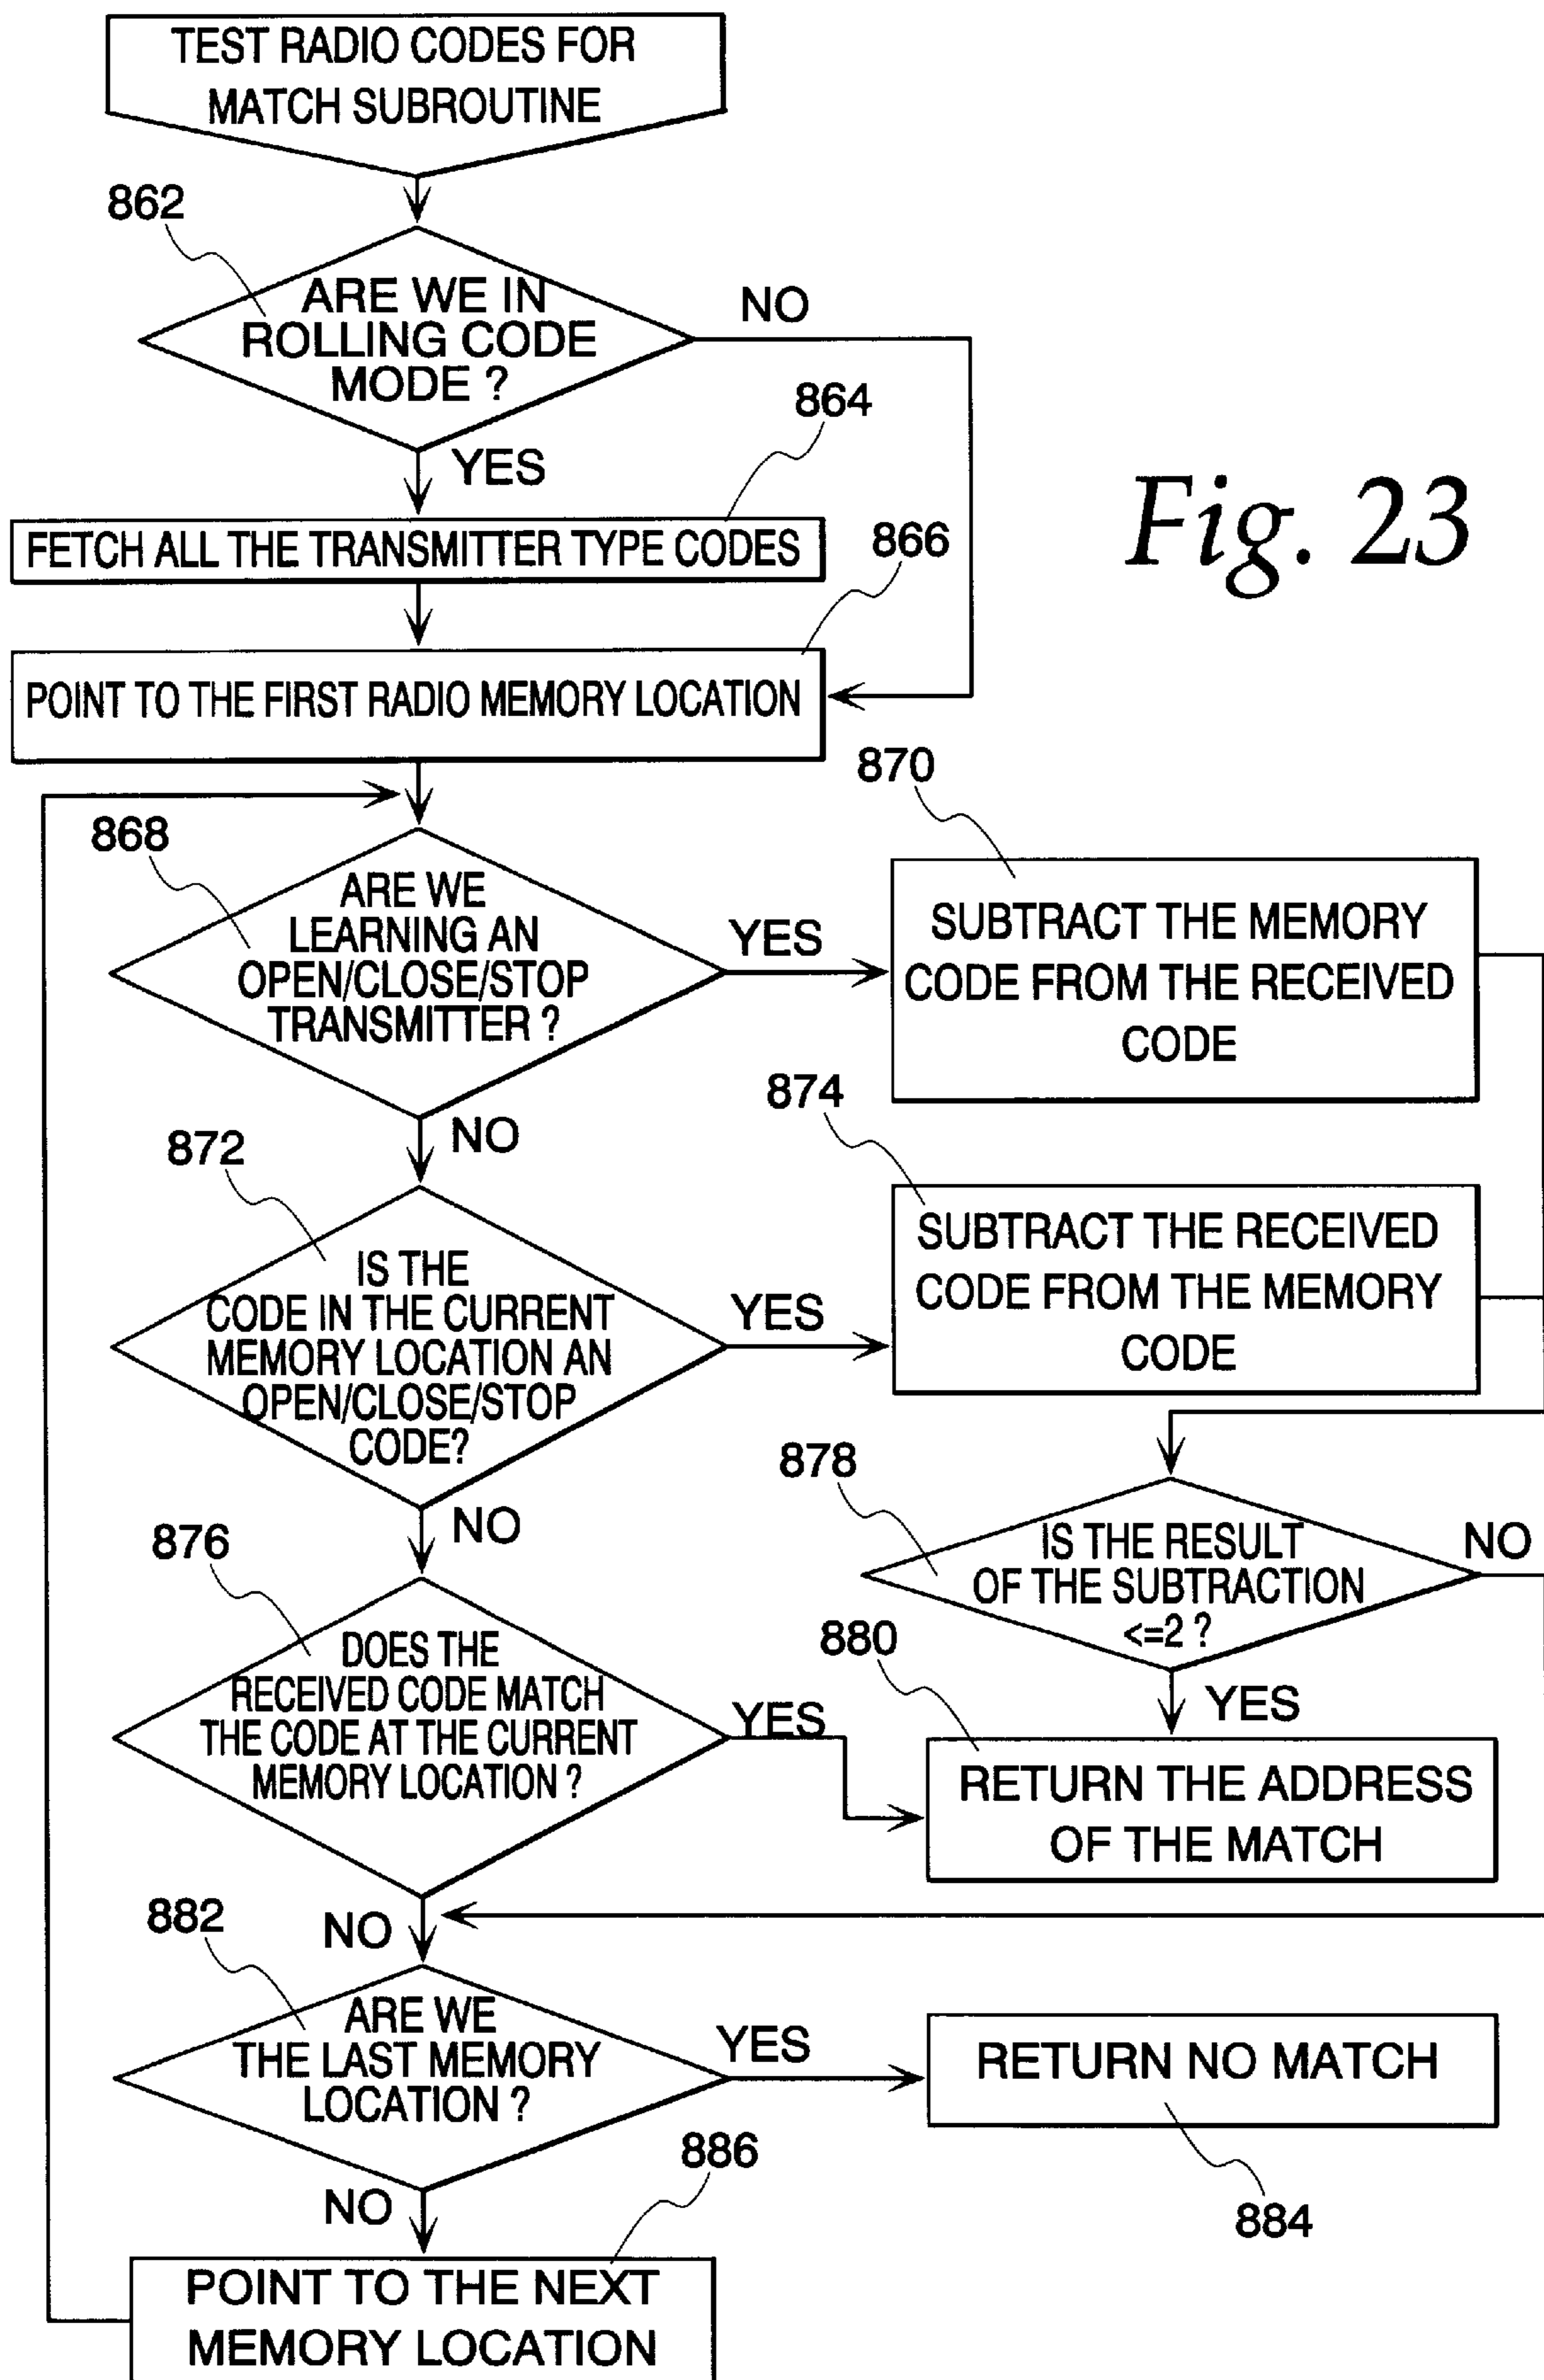 TEST RADIO CODES FOR
MATCH SUBROUTINE
862
ARE WE IN
ROLLING CODE
MODE ?
NO
YES
864
FETCH ALL THE TRANSMITTER TYPE CODES
866
Fig. 23
POINT TO THE FIRST RADIO MEMORY LOCATION
868
ARE WE
LEARNING AN
OPEN/CLOSE/STOP
TRANSMITTER ?
YES
870
SUBTRACT THE MEMORY
CODE FROM THE RECEIVED
CODE
NO
872
IS THE
CODE IN THE CURRENT
MEMORY LOCATION AN
OPEN/CLOSE/STOP
CODE?
YES
874
SUBTRACT THE RECEIVED
CODE FROM THE MEMORY
CODE
NO
878
IS THE RESULT
OF THE SUBTRACTION
<=2 ?
NO
YES
876
DOES THE
RECEIVED CODE MATCH
THE CODE AT THE CURRENT
MEMORY LOCATION ?
YES
880
RETURN THE ADDRESS
OF THE MATCH
NO
882
ARE WE
THE LAST MEMORY
LOCATION ?
YES
RETURN NO MATCH
884
NO
886
POINT TO THE NEXT
MEMORY LOCATION